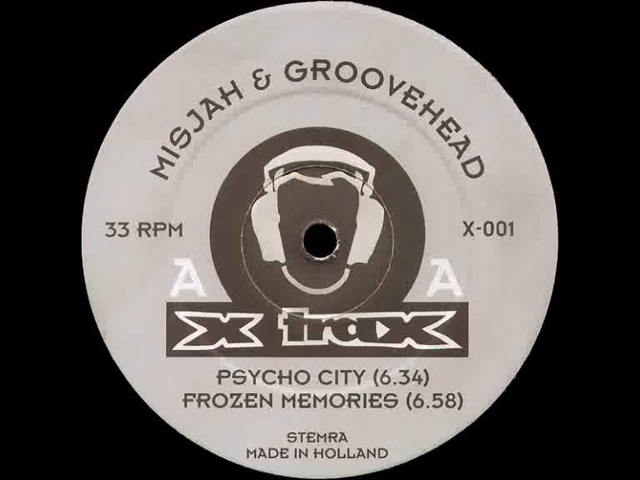 MISJAH & GROOVEHEAD
33 RPM
X-001
A A
X traX
PSYCHO CITY (6.34)
FROZEN MEMORIES (6.58)
STEMRA
MADE IN HOLLAND